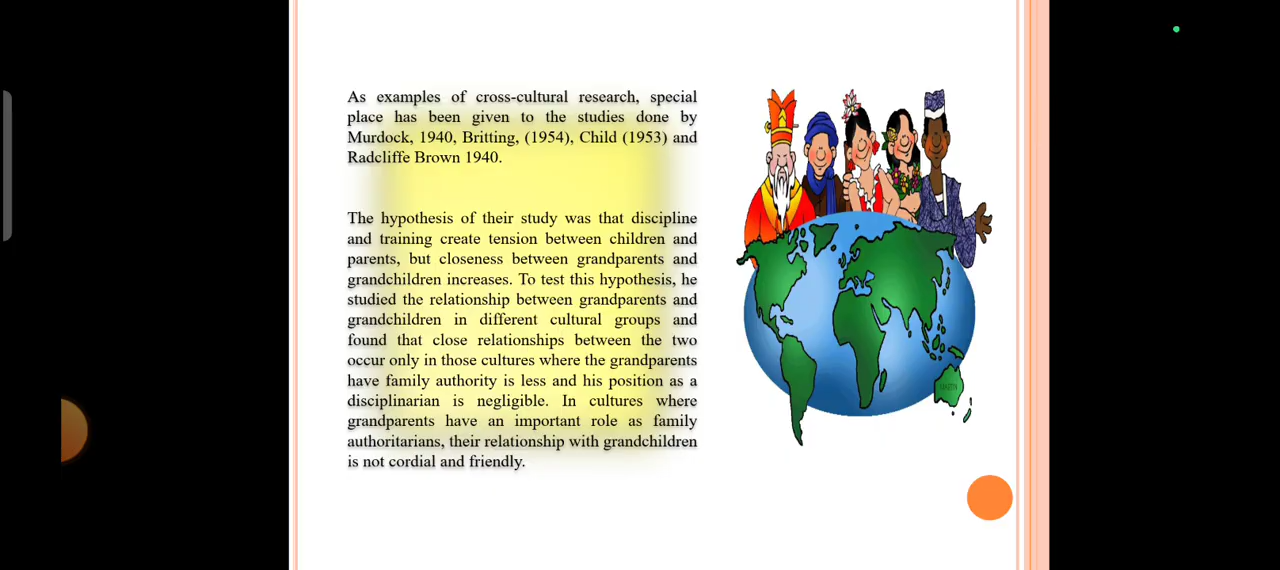 As examples of cross-cultural research, special
place has been given to the studies done by
Murdock, 1940, Britting, (1954), Child (1953) and
Radcliffe Brown 1940.
The hypothesis of their study was that discipline
and training create tension between children and
parents, but closeness between grandparents and
grandchildren increases. To test this hypothesis, he
studied the relationship between grandparents and
grandchildren in different cultural groups and
found that close relationships between the two
occur only in those cultures where the grandparents
have family authority is less and his position as a
disciplinarian is negligible. In cultures where
grandparents have an important role as family
authoritarians, their relationship with grandchildren
is not cordial and friendly.